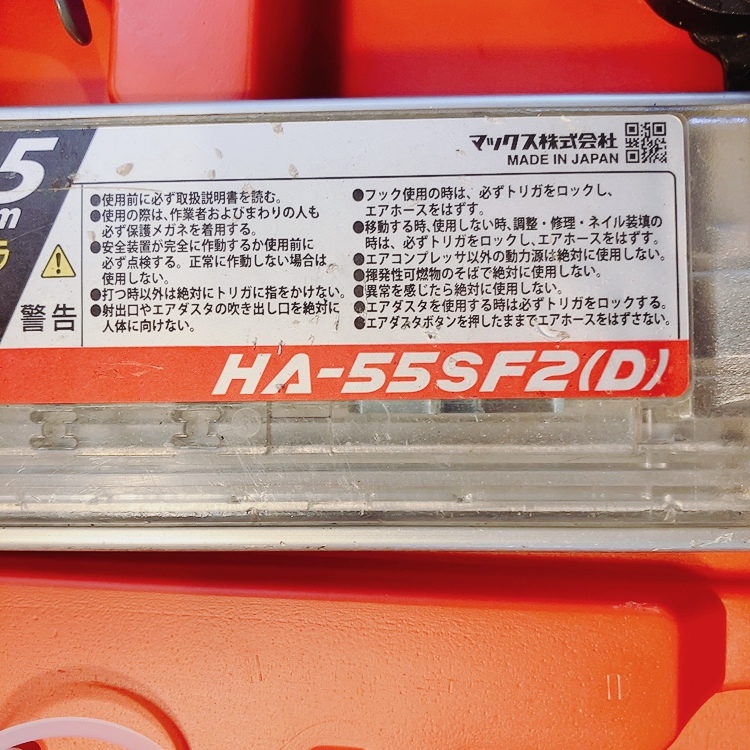 5
m
ラ
警告
マックス株式会社
MADE IN JAPAN
●使用前に必ず取扱説明書を読む。
●使用の際は、作業者およびまわりの人も
必ず保護メガネを着用する。
●安全装置が完全に作動するか使用前に
必ず点検する。正常に作動しない場合は
使用しない。
●打つ時以外は絶対にトリガに指をかけない。
●射出口やエアダスタの吹き出し口を絶対に
人体に向けない。
●フック使用の時は、必ずトリガをロックし、
エアホースをはずす。
●移動する時、使用しない時、調整・修理・ネイル装填の
時は、必ずトリガをロックし、エアホースをはずす。
●エアコンプレッサ以外の動力源は絶対に使用しない。
●揮発性可燃物のそばで絶対に使用しない。
●異常を感じたら絶対に使用しない。
●エアダスタを使用する時は必ずトリガをロックする。
●エアダスタボタンを押したままでエアホースをはずさない。
HA-55SF2(D)